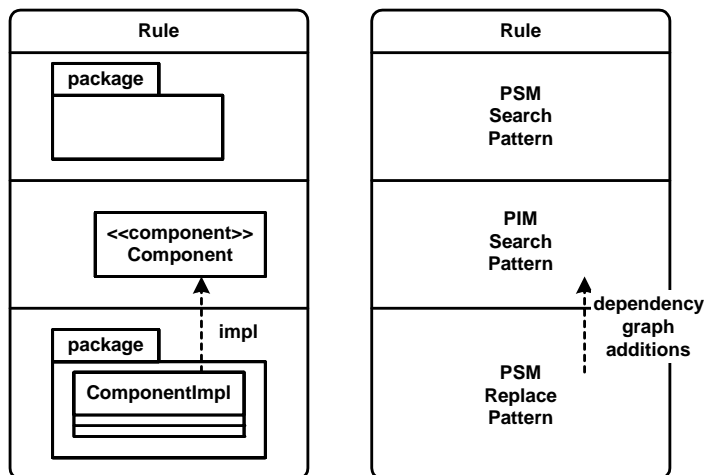 Rule
package
<<component>>
Component
impl
package
ComponentImpl
Rule
PSM
Search
Pattern
PIM
Search
Pattern
dependency
graph
additions
PSM
Replace
Pattern